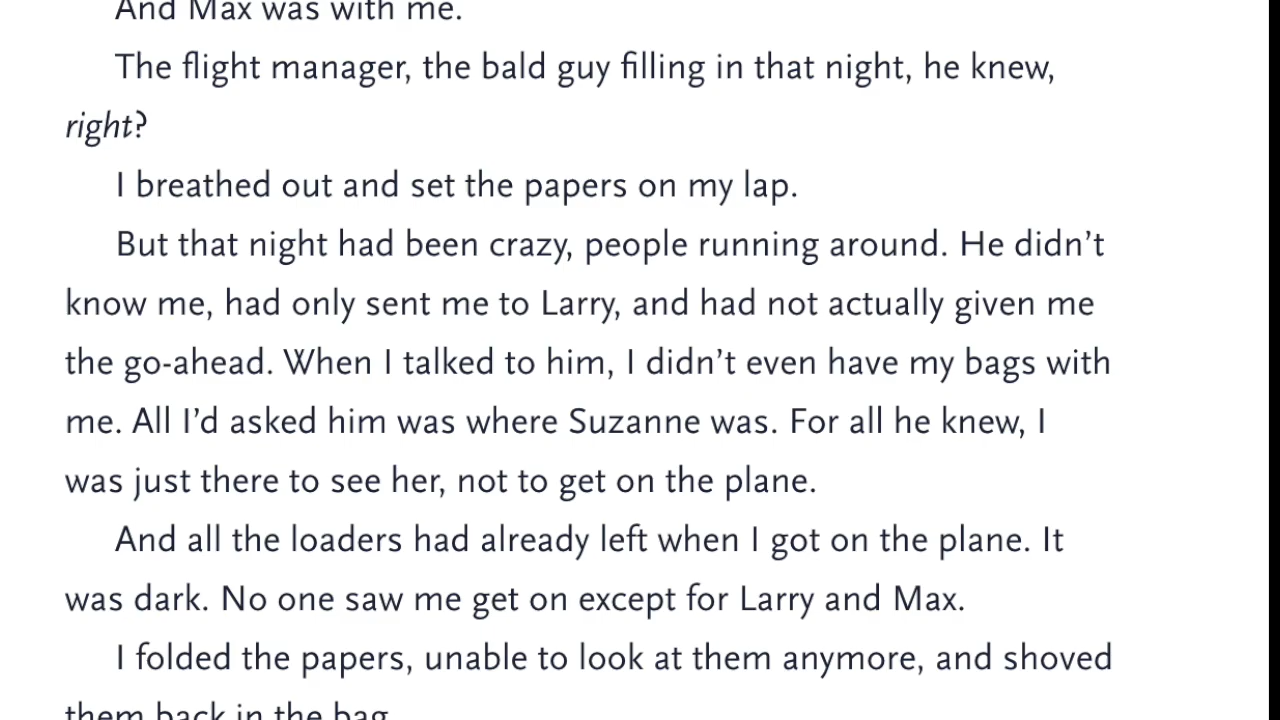 And Max was with me.
The flight manager, the bald guy filling in that night, he knew,
right?
I breathed out and set the papers on my lap.
But that night had been crazy, people running around. He didn’t
know me, had only sent me to Larry, and had not actually given me
the go-ahead. When I talked to him, I didn’t even have my bags with
me. All I’d asked him was where Suzanne was. For all he knew, I
was just there to see her, not to get on the plane.
And all the loaders had already left when I got on the plane. It
was dark. No one saw me get on except for Larry and Max.
I folded the papers, unable to look at them anymore, and shoved
them back in the bag.